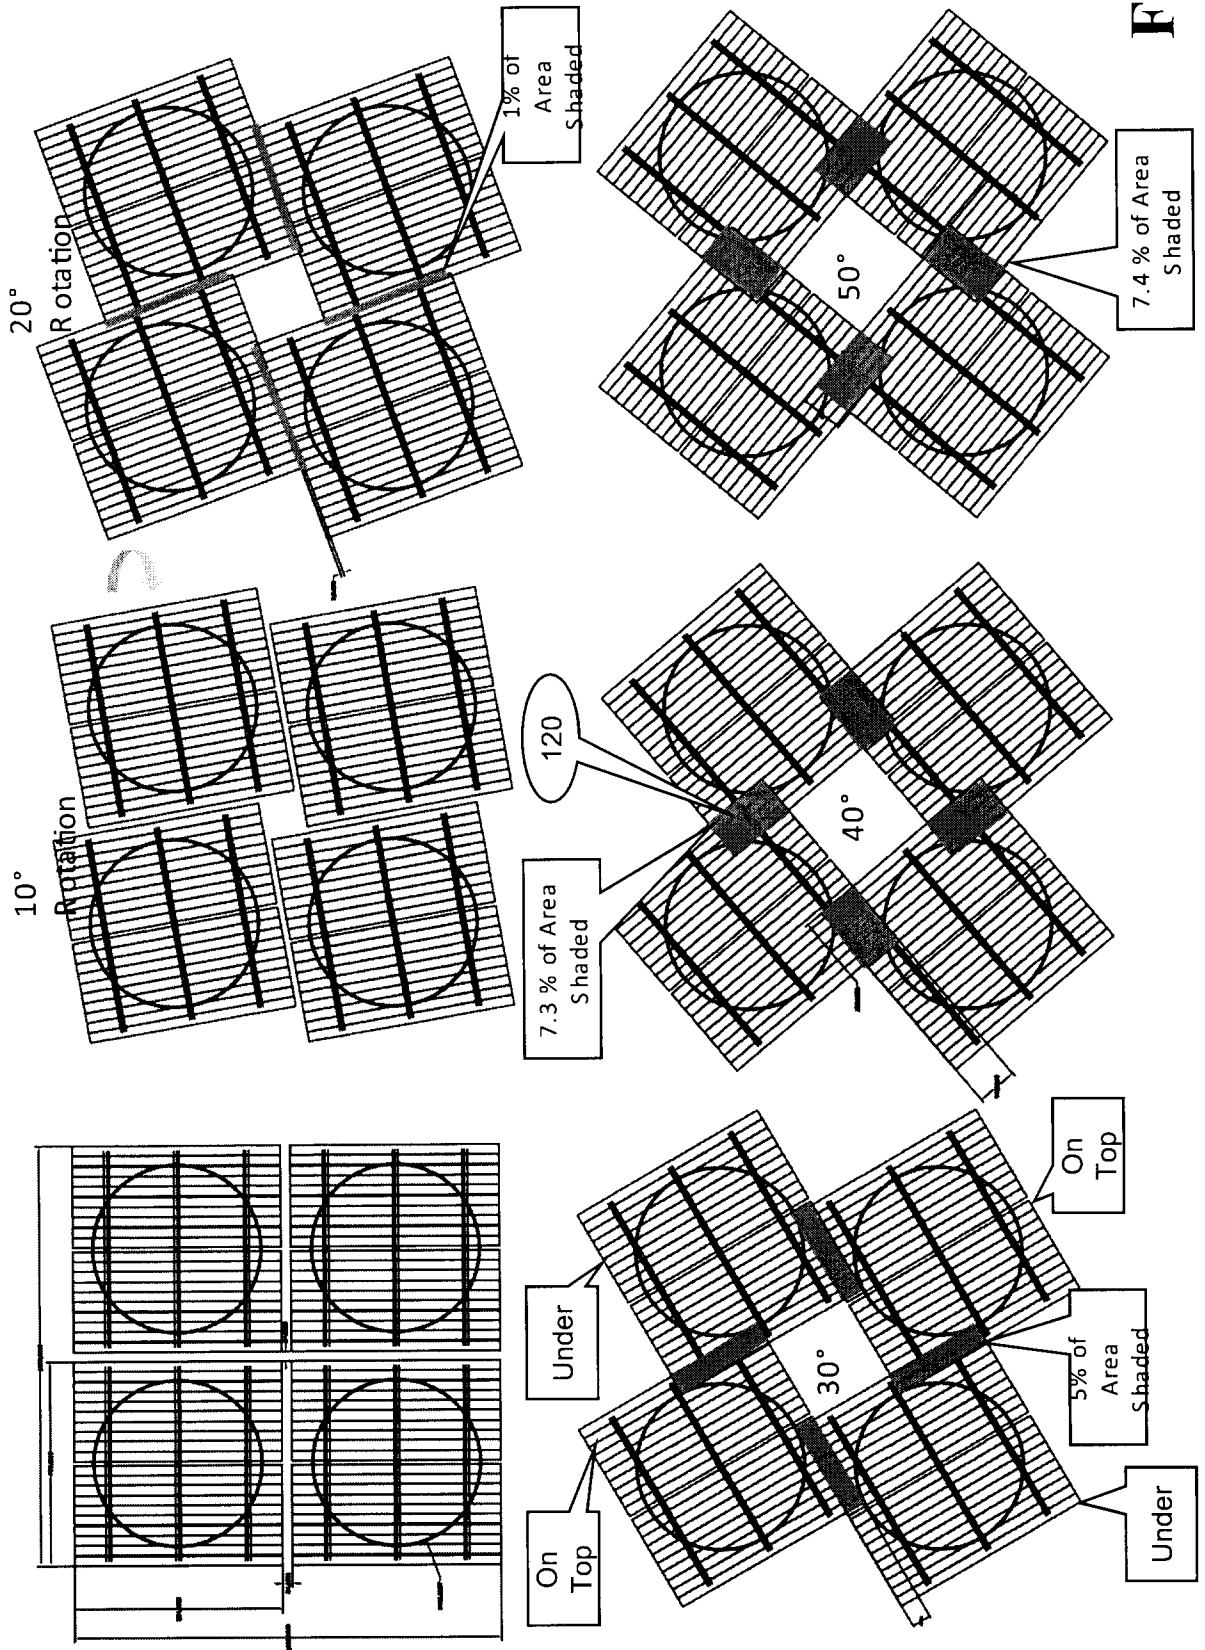 10°
Rotation
20°
Rotation
1% of
Area
Shaded
On
Top
Under
30°
5% of
Area
Shaded
Under
On
Top
7.3 % of Area
Shaded
120
40°
50°
7.4 % of Area
Shaded
F